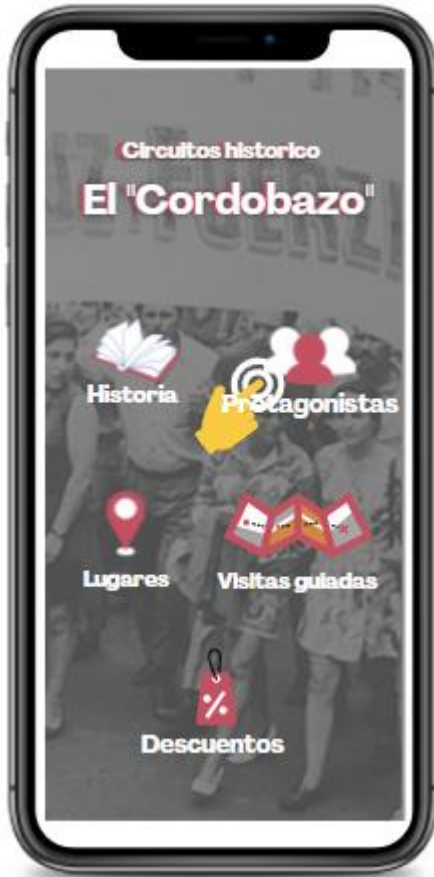 Circuitos historico
El "Cordobazo"
Historia
Protagonistas
Lugares
Visitas guiadas
Descuentos